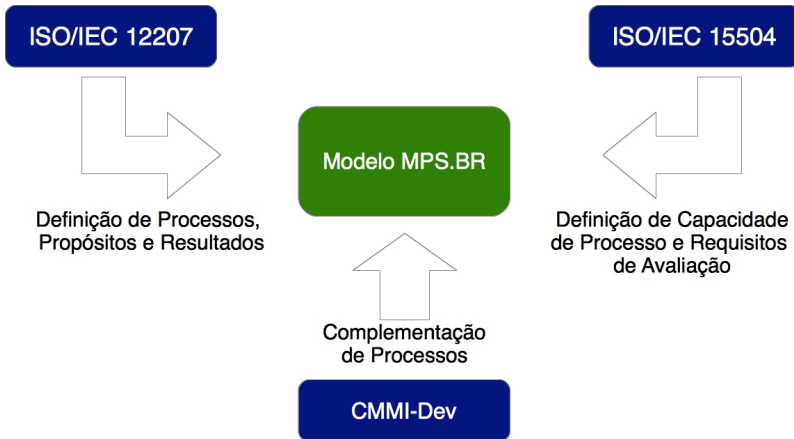 ISO/IEC 12207
ISO/IEC 15504
Modelo MPS.BR
Definição de Processos,
Propósitos e Resultados
Definição de Capacidade
de Processo e Requisitos
de Avaliação
Complementação
de Processos
CMMI-Dev